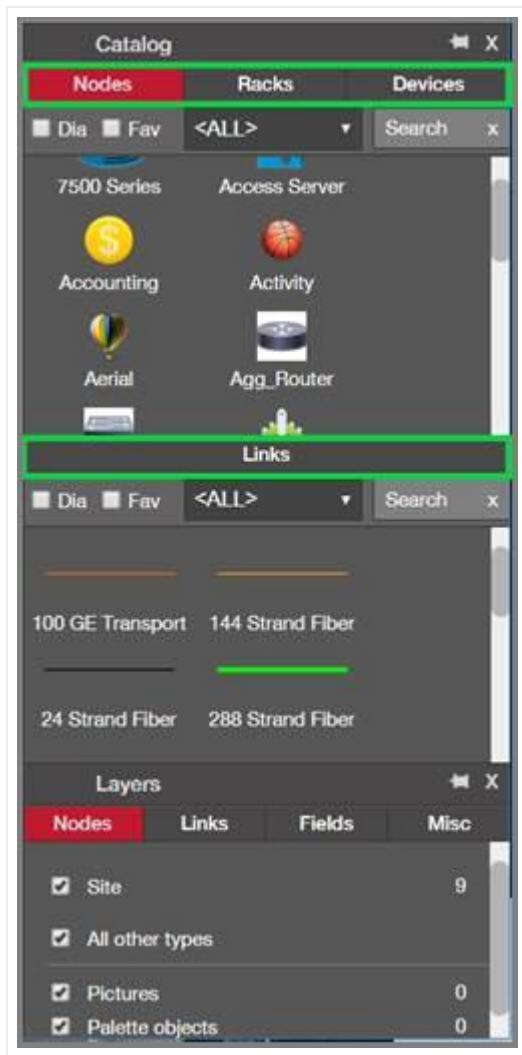 Catalog X
Nodes Racks Devices
Dia Fav <ALL> Search x
7500 Series Access Server
$
Accounting Activity
Aerial Agg_Router
Links
Dia Fav <ALL> Search x
100 GE Transport 144 Strand Fiber
24 Strand Fiber 288 Strand Fiber
Layers X
Nodes Links Fields Misc
Site 9
All other types
Pictures 0
Palette objects 0